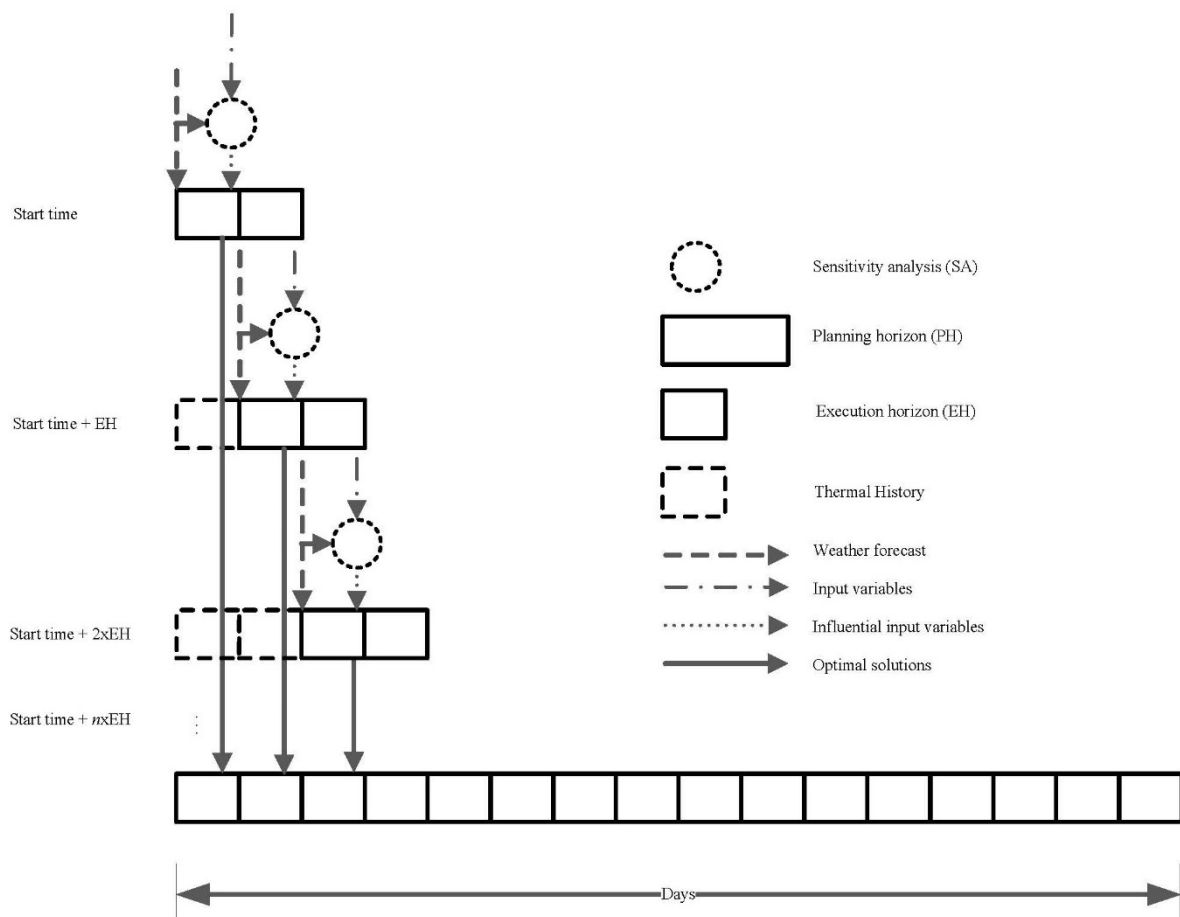 Start time
Sensitivity analysis (SA)
Planning horizon (PH)
Start time + EH
Execution horizon (EH)
Thermal History
Weather forecast
Input variables
Influential input variables
Start time + 2xEH
Optimal solutions
Start time + nxEH
Days